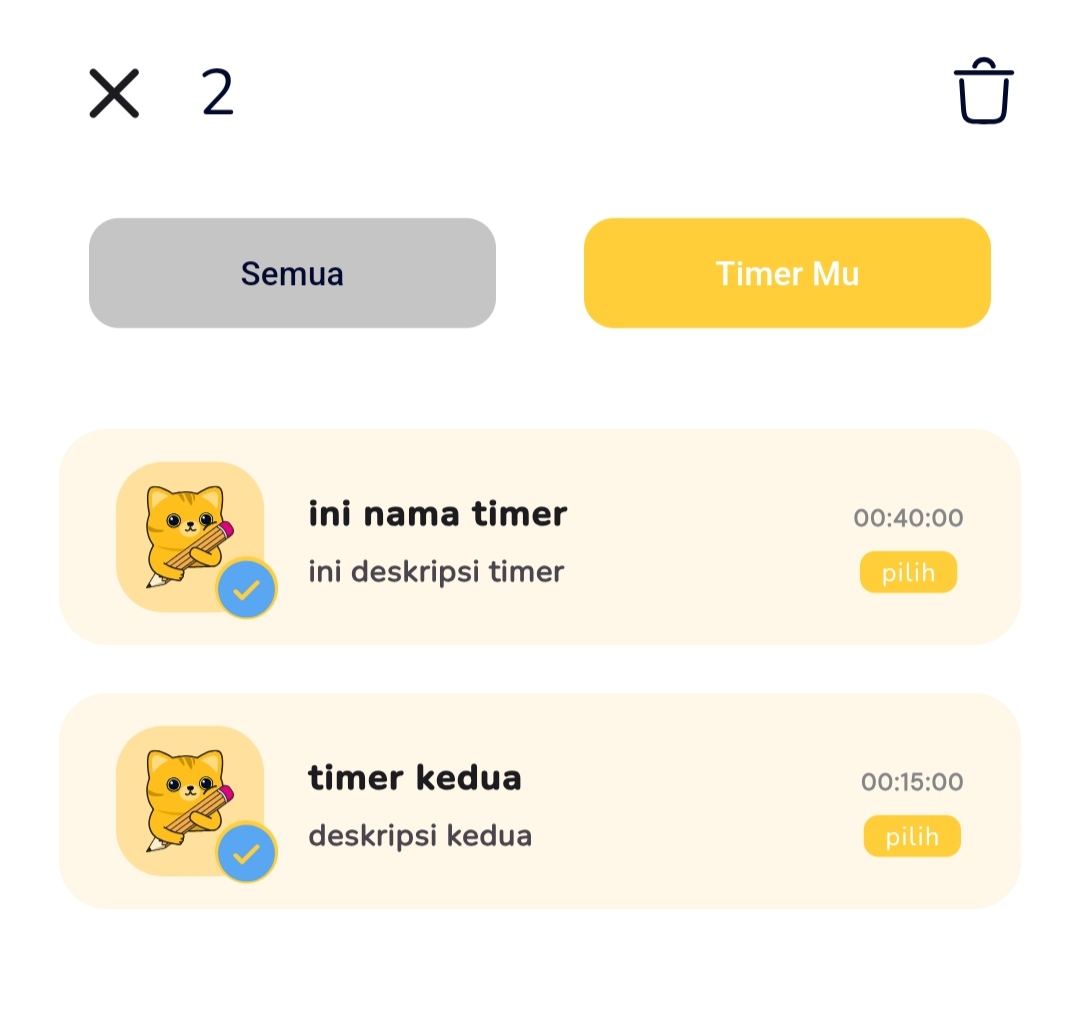 2
Semua
Timer Mu
ini nama timer
00:40:00
ini deskripsi timer
pilih
timer kedua
00:15:00
deskripsi kedua
pilih